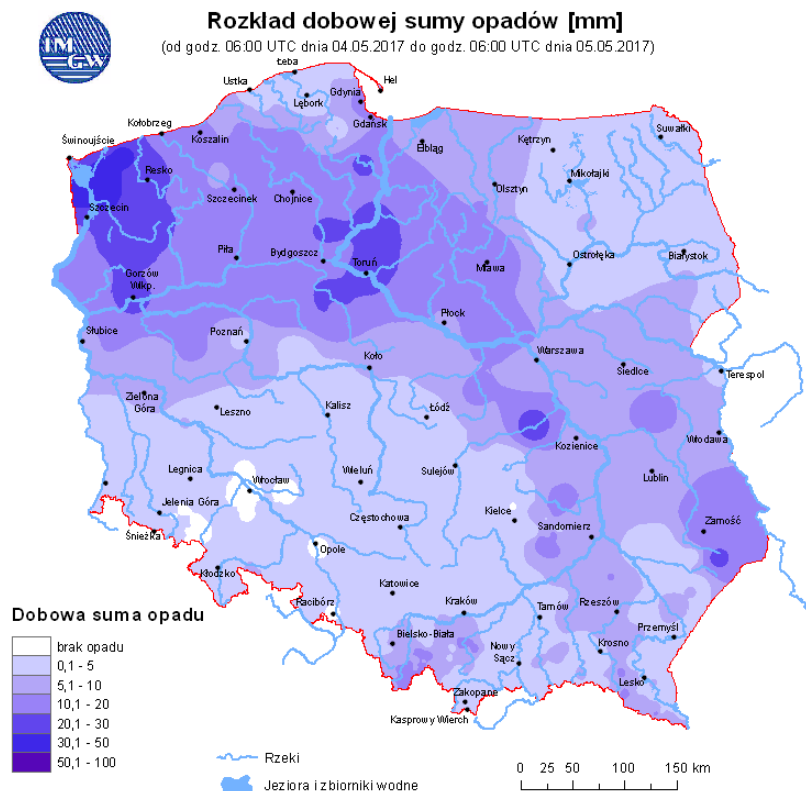 IM
GW
Rozkład dobowej sumy opadów [mm]
(od godz. 06:00 UTC dnia 04.05.2017 do godz. 06:00 UTC dnia 05.05.2017)
Łeba
Hel
Ustka
Gdynia
Lębork
Gdańsk
Kołobrzeg
Koszalin
Świnoujście
Elbląg
Kętrzyn
Suwałki
Resko
Szczecinek
Chojnice
Olsztyn
Mikołajki
Szczecin
Piła
Bydgoszcz
Toruń
Mława
Ostrołęka
Białystok
Gorzów
Wlkp.
Płock
Słubice
Poznań
Koło
Warszawa
Siedlce
Terespol
Zielona
Góra
Leszno
Kalisz
Łódź
Kozienice
Włodawa
Legnica
Wrocław
Wieluń
Sulejów
Lublin
Jelenia Góra
Śnieżka
Częstochowa
Kielce
Sandomierz
Zamość
Opole
Kłodzko
Katowice
Kraków
Tarnów
Rzeszów
Racibórz
Bielsko-Biała
Nowy
Sącz
Krosno
Przemyśl
Lesko
Zakopane
Kasprowy Wierch
Dobowa suma opadu
brak opadu
0,1 - 5
5,1 - 10
10,1 - 20
20,1 - 30
30,1 - 50
50,1 - 100
Rzeki
Jeziora i zbiorniki wodne
0 25 50 100 150 km